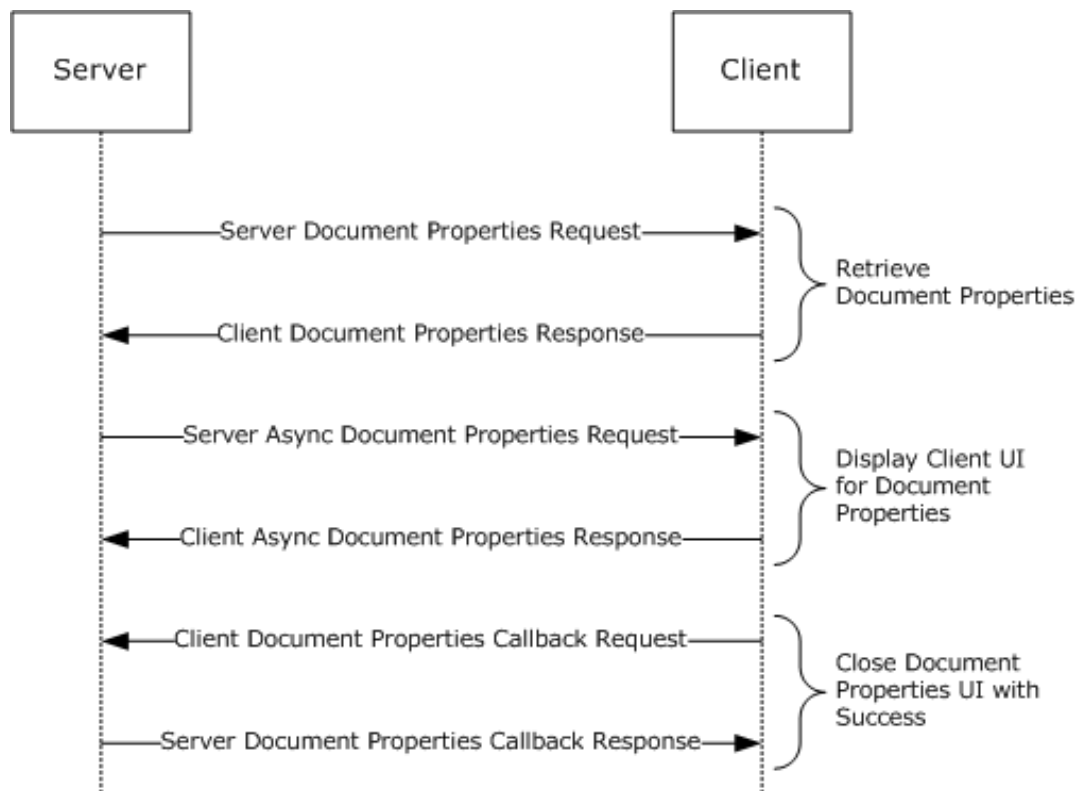 Server
Client
Server Document Properties Request
Retrieve
Document Properties
Client Document Properties Response
Server Async Document Properties Request
Display Client UI
for Document
Properties
Client Async Document Properties Response
Client Document Properties Callback Request
Close Document
Properties UI with
Success
Server Document Properties Callback Response